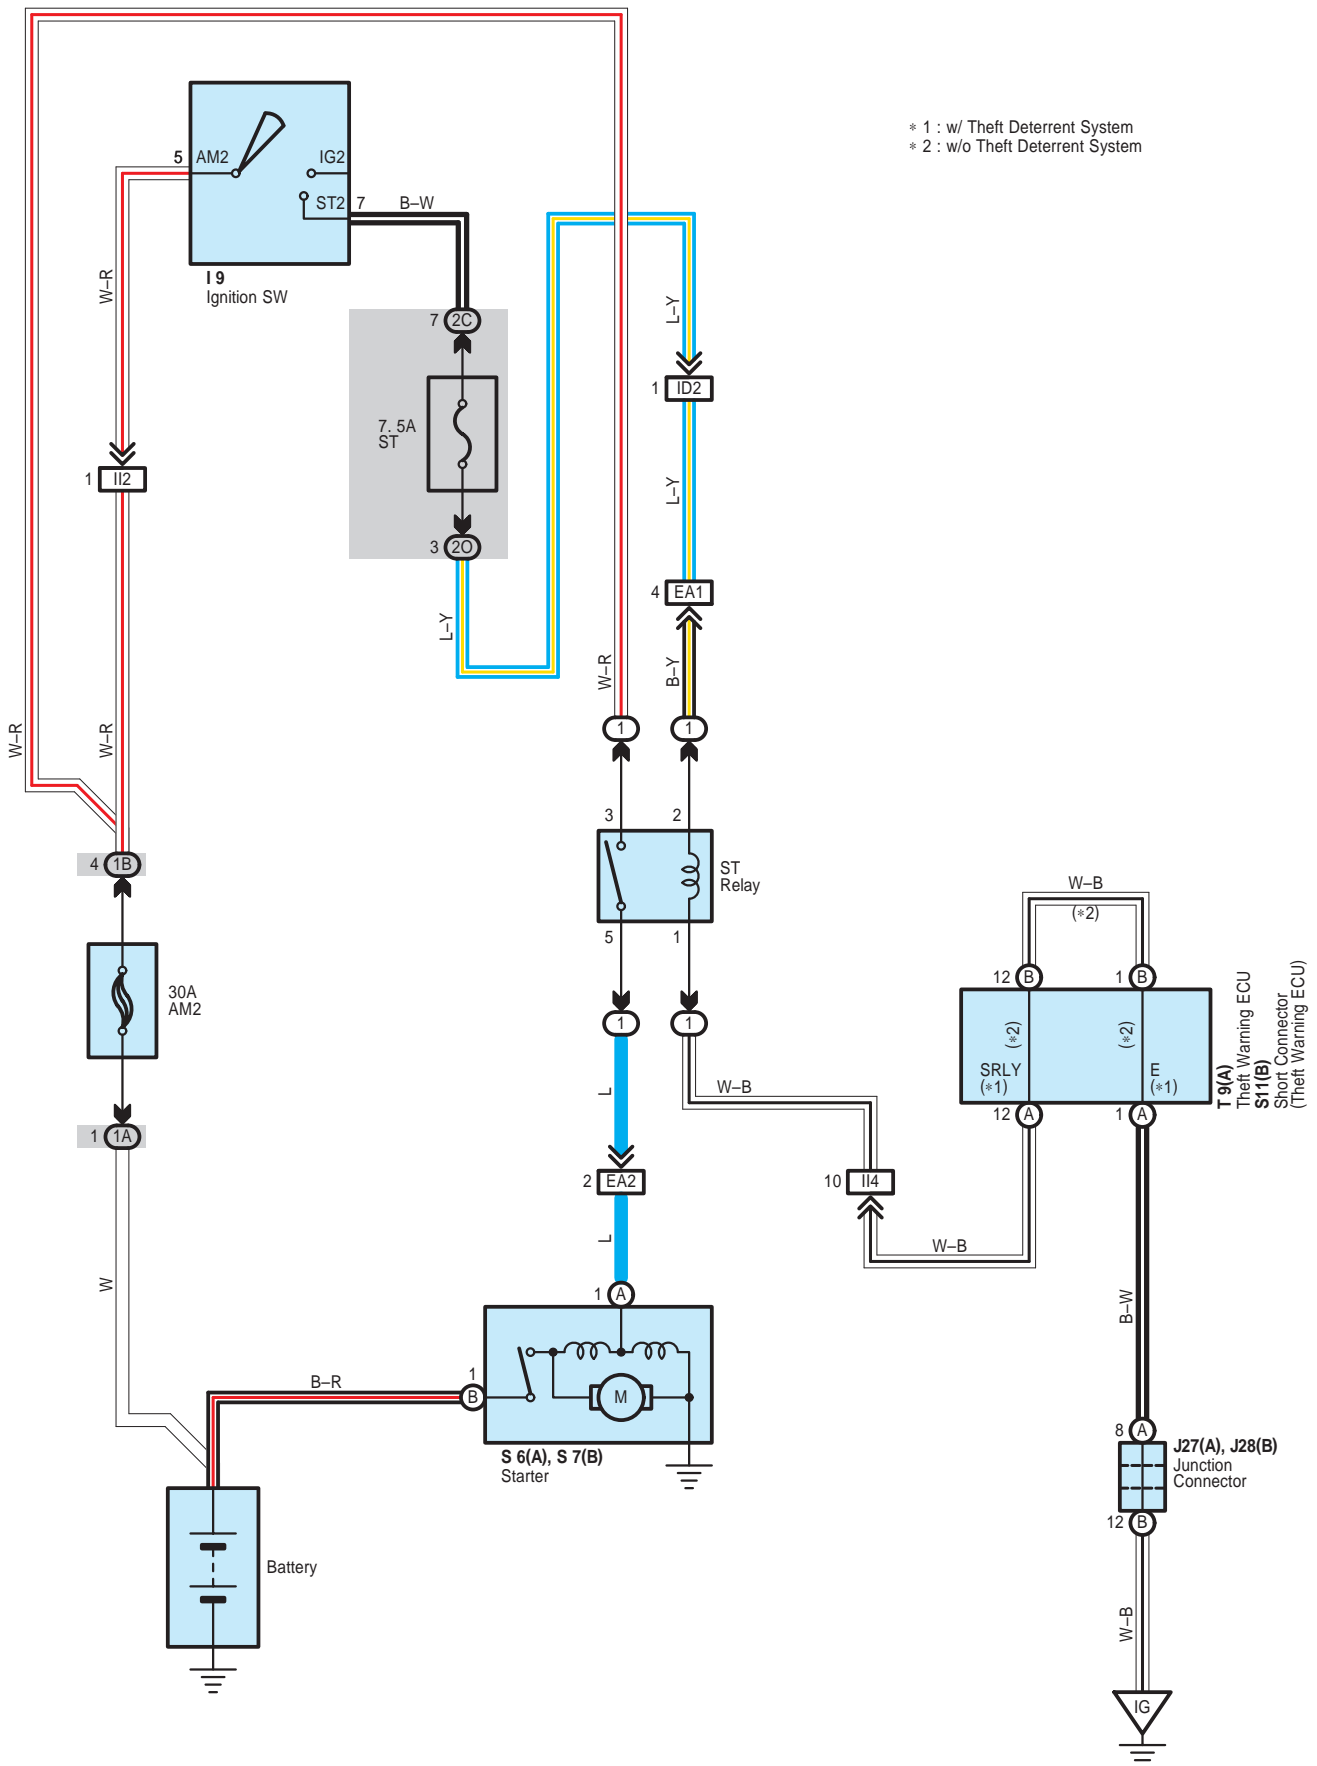 ∗ 1 : w/ Theft Deterrent System
∗ 2 : w/o Theft Deterrent System
5
AM2
IG2
ST2
7
B–W
I 9
Ignition SW
W–R
L–Y
7
2C
1
ID2
7. 5A
ST
1
II2
L–Y
3
2O
4
EA1
L–Y
W–R
B–Y
W–R
W–R
1
1
3
2
ST
Relay
4
1B
5
1
W–B
(∗2)
12
B
1
B
30A
AM2
(∗2)
(∗2)
SRLY
(∗1)
E
(∗1)
T 9(A)
Theft Warning ECU
S11(B)
Short Connector
(Theft Warning ECU)
1
1
L
W–B
12
A
1
A
1
1A
2
EA2
10
II4
L
W–B
W
1
A
B–W
B–R
1
B
M
S 6(A), S 7(B)
Starter
8
A
J27(A), J28(B)
Junction
Connector
12
B
Battery
W–B
IG